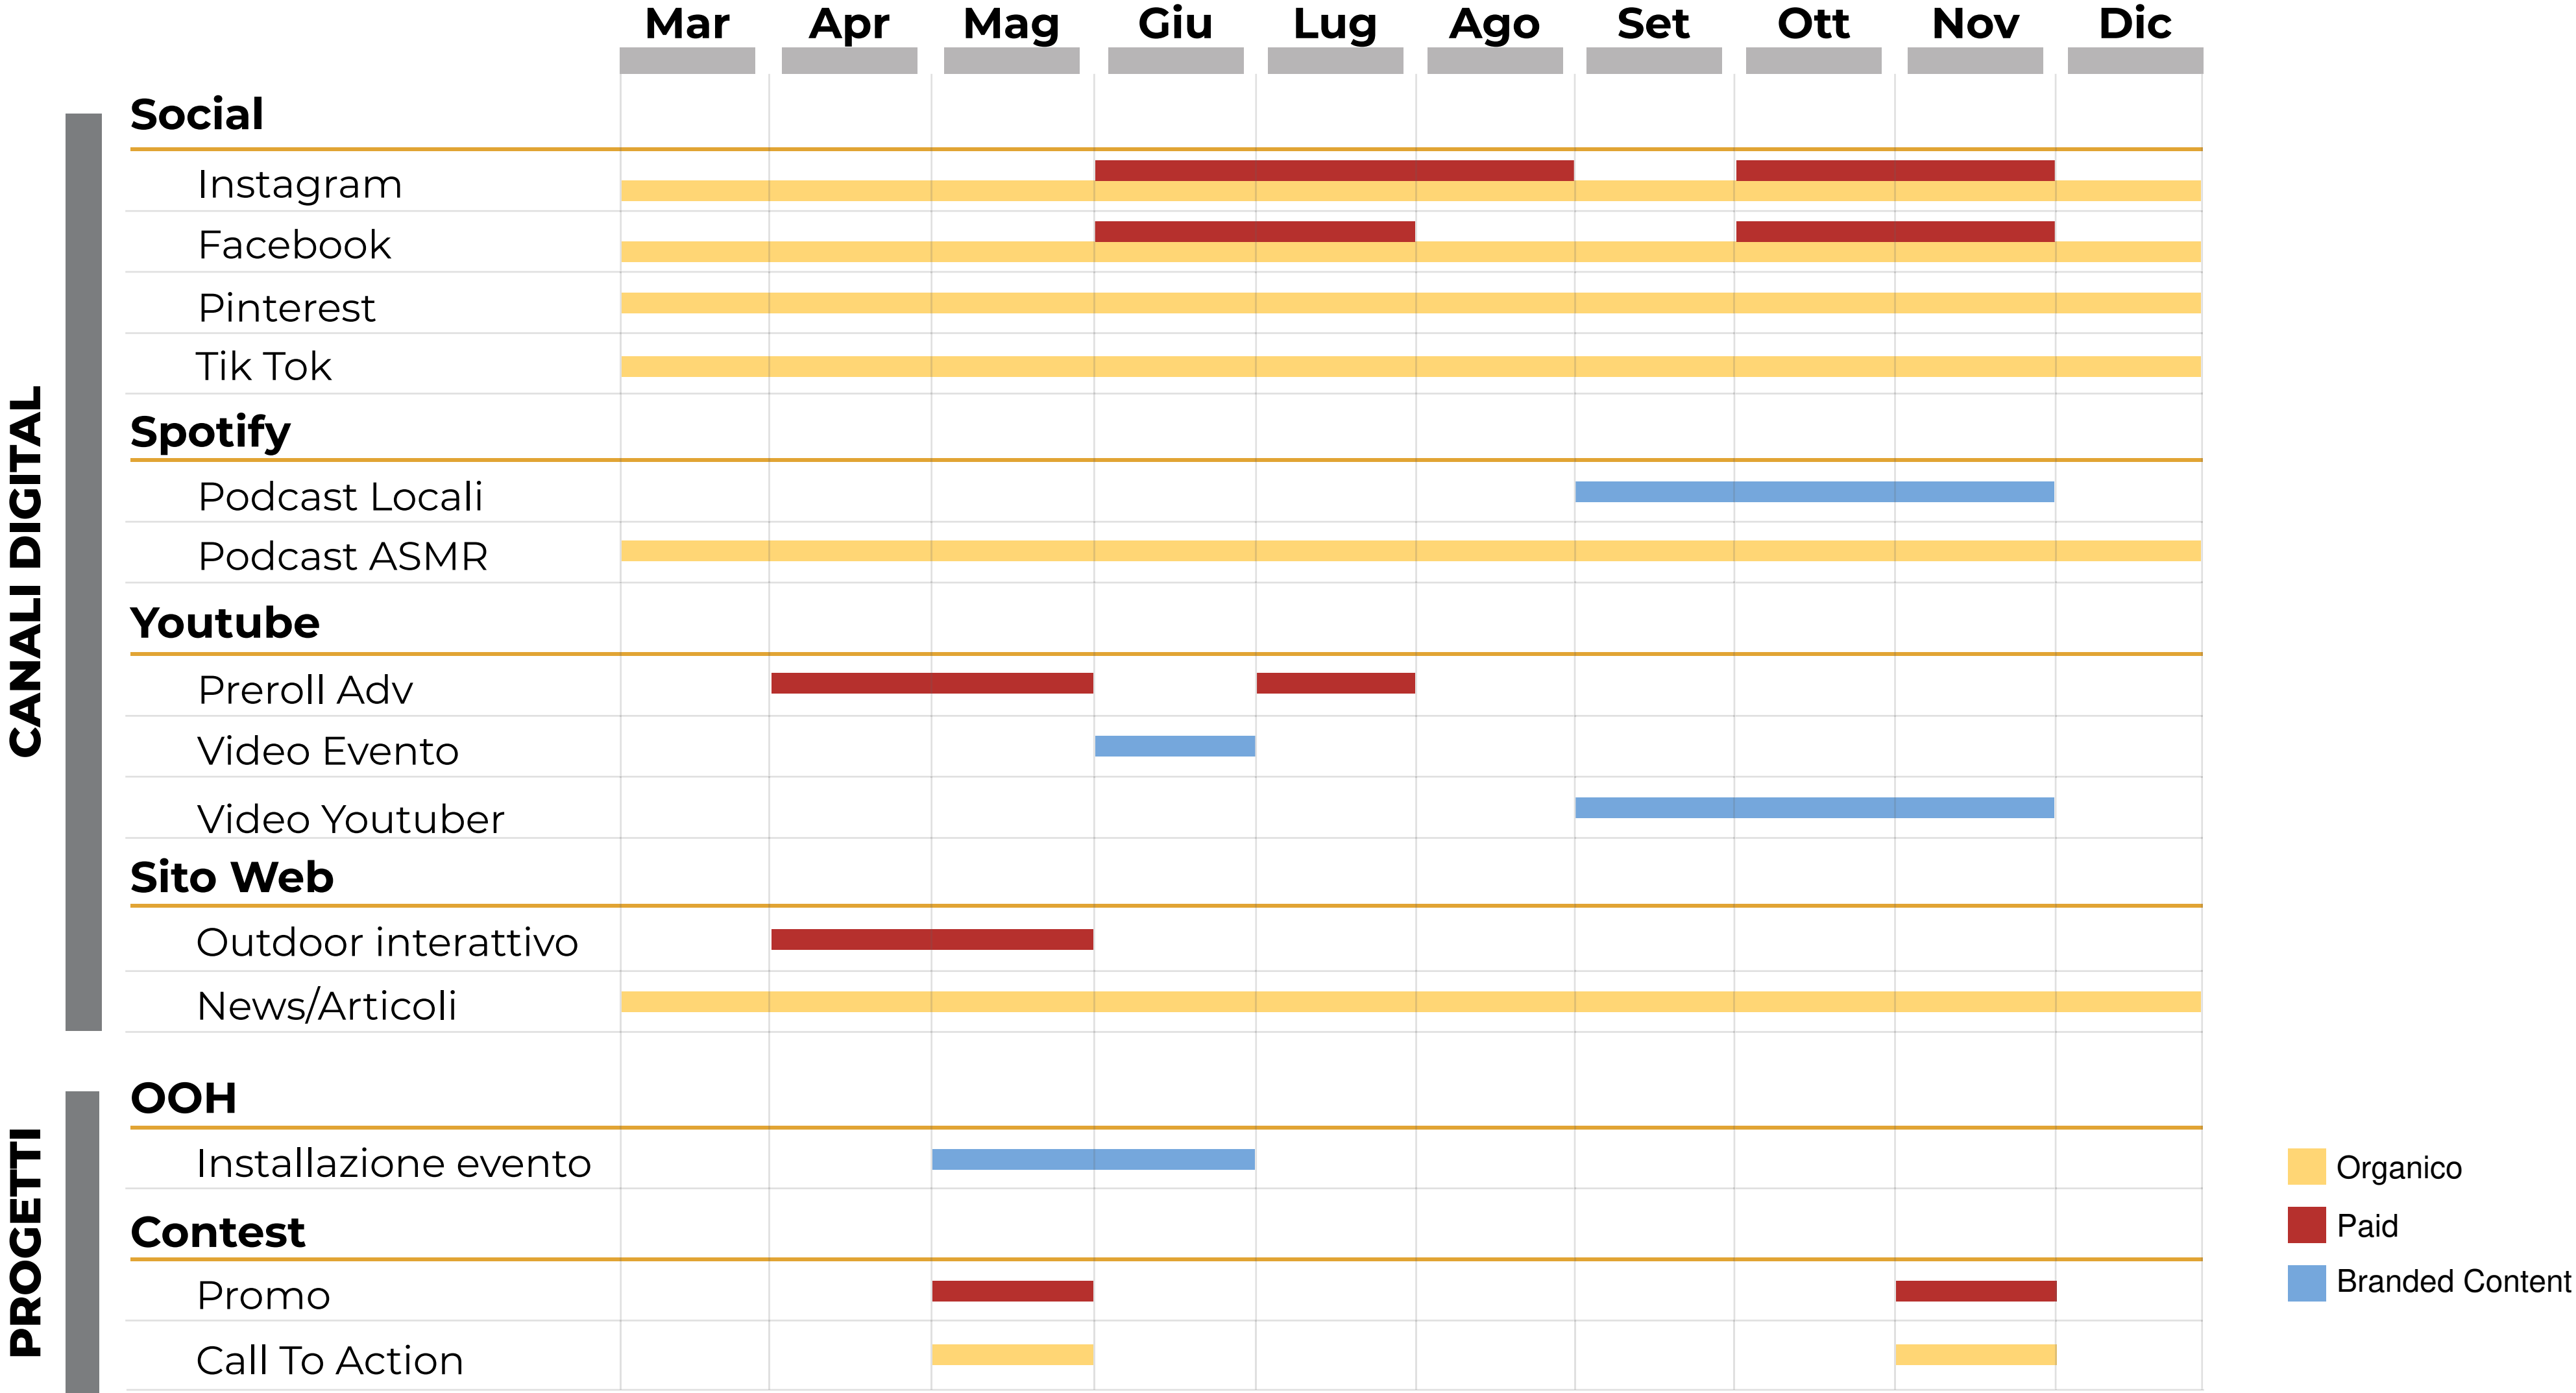 Mar Apr Mag Giu Lug Ago Set Ott Nov Dic
CANALI DIGITAL
Social
Instagram
Facebook
Pinterest
Tik Tok
Spotify
Podcast Locali
Podcast ASMR
Youtube
Preroll Adv
Video Evento
Video Youtuber
Sito Web
Outdoor interattivo
News/Articoli
PROGETTI
OOH
Installazione evento
Contest
Promo
Call To Action
Organico
Paid
Branded Content